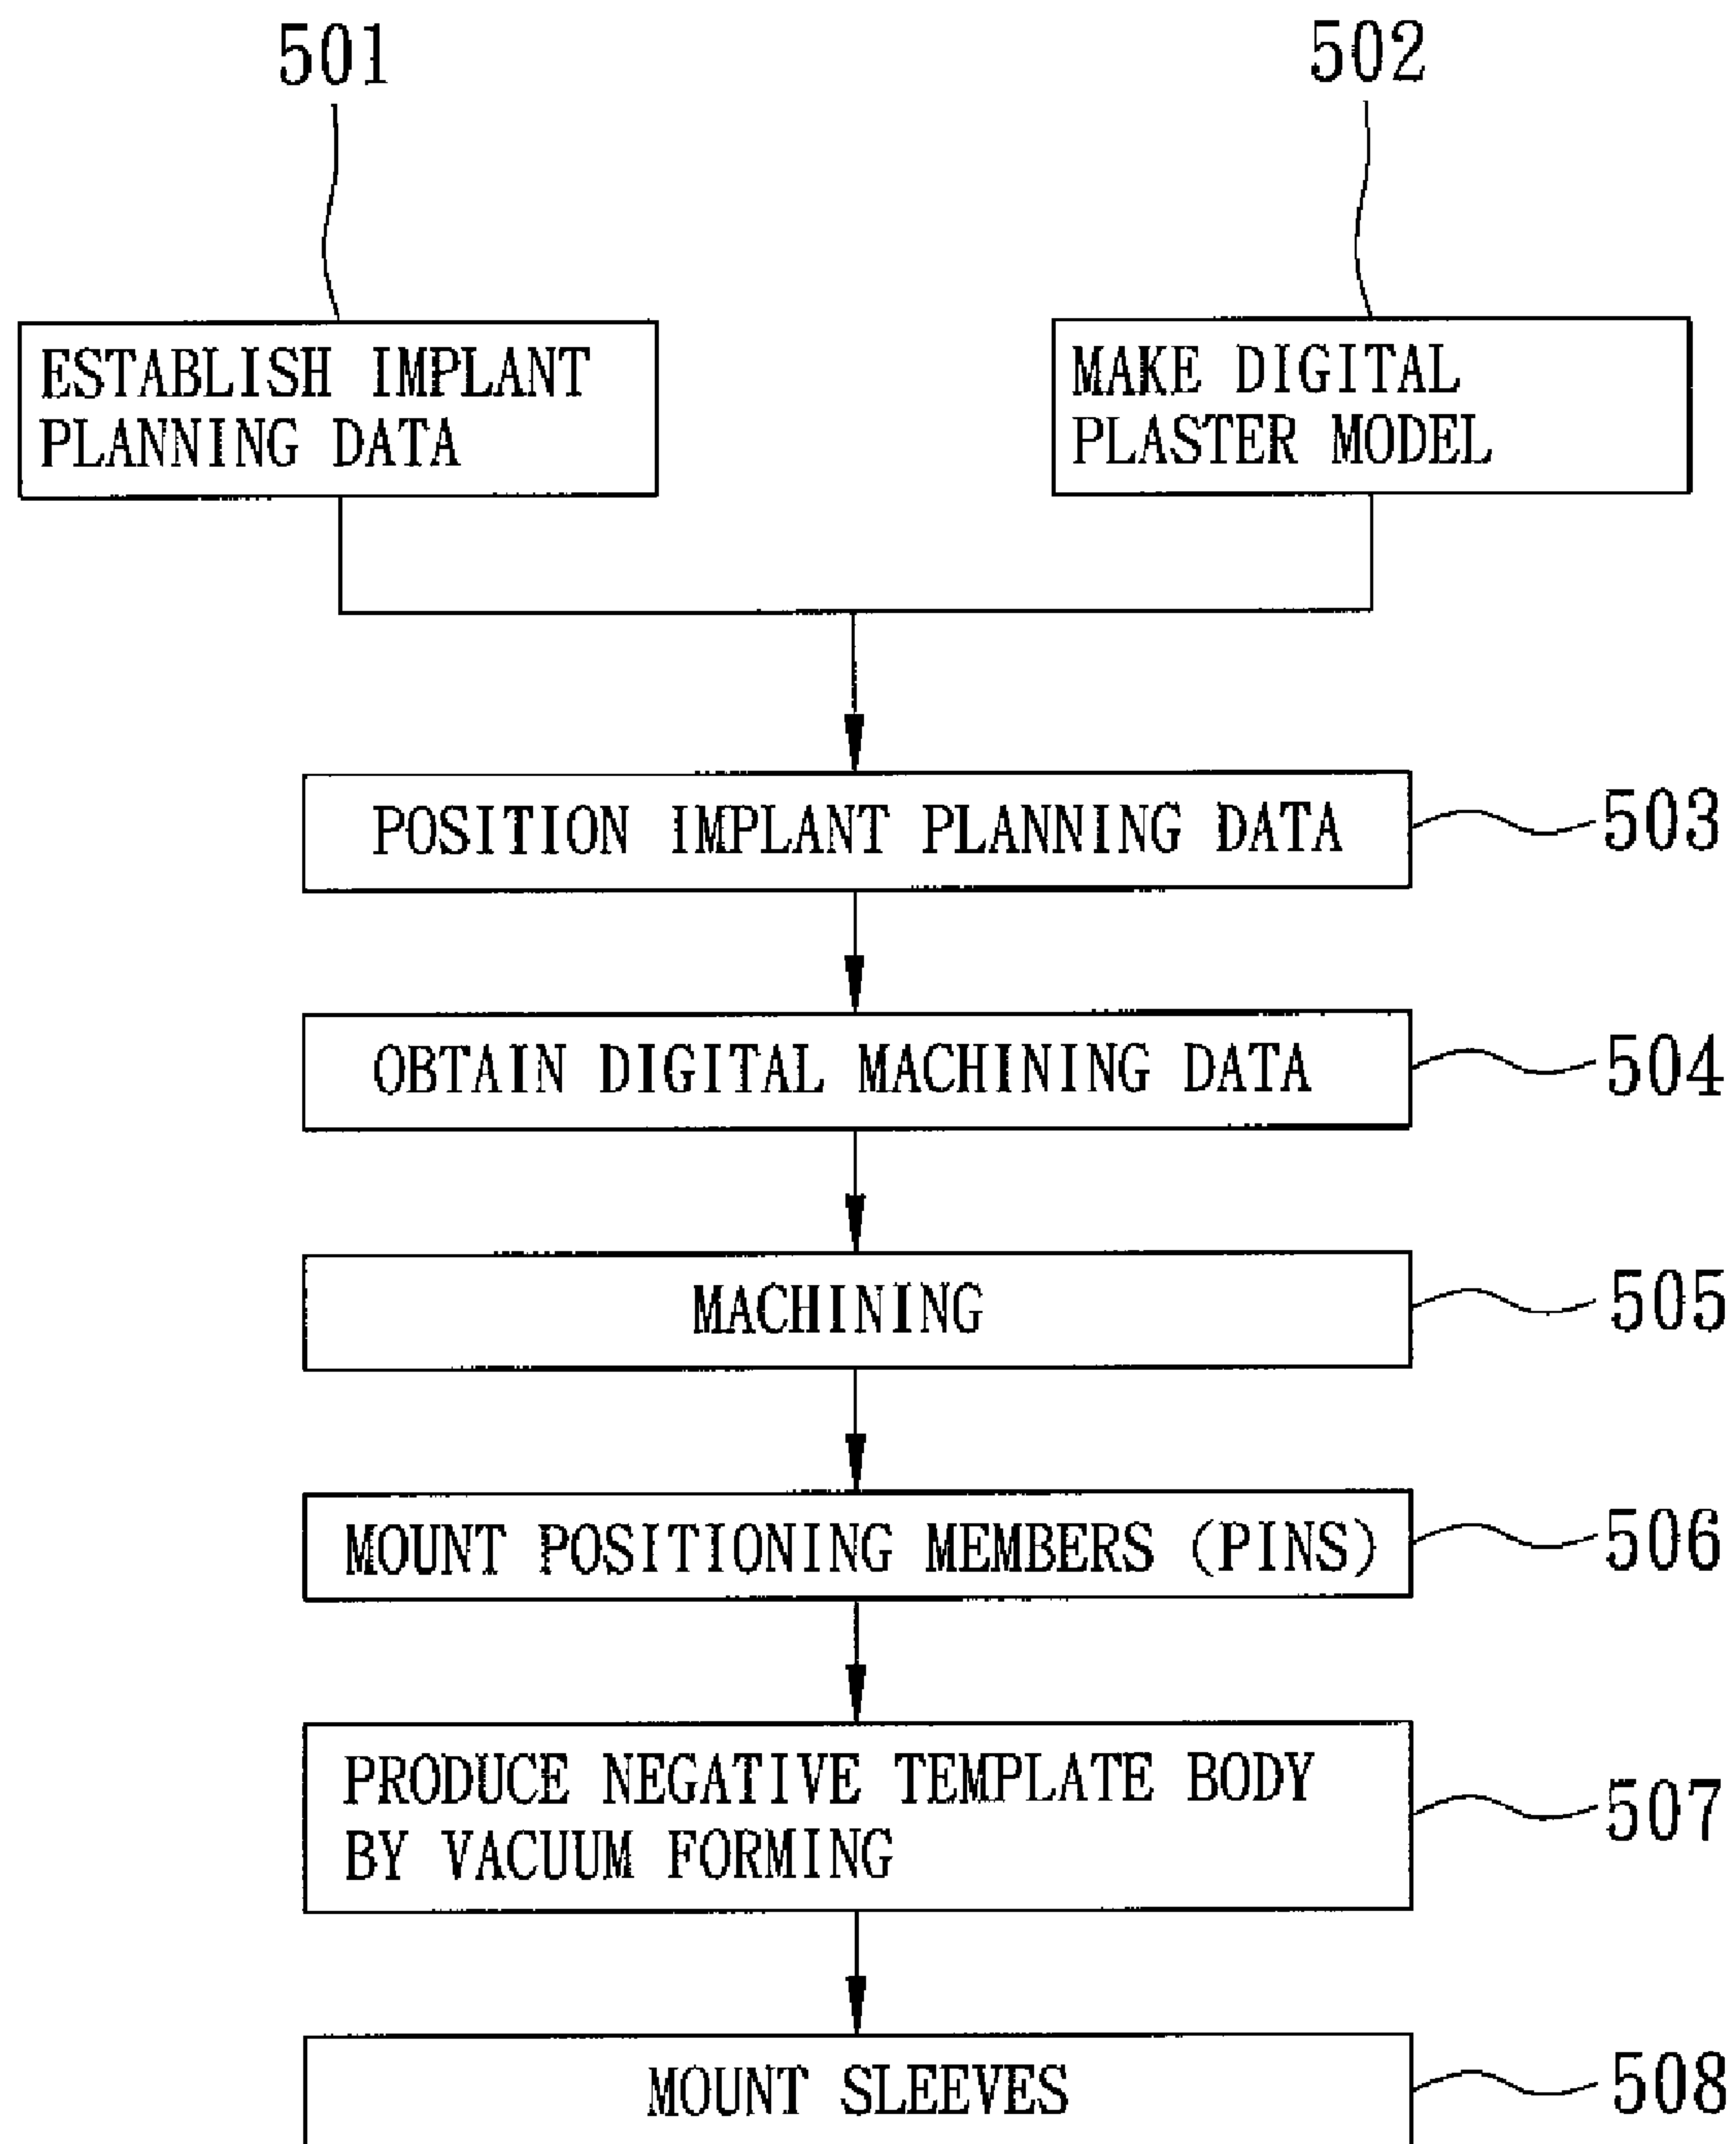 501
502
ESTABLISH IMPLANT
PLANNING DATA
MAKE DIGITAL
PLASTER MODEL
POSITION IMPLANT PLANNING DATA
503
OBTAIN DIGITAL MACHINING DATA
504
MACHINING
505
MOUNT POSITIONING MEMBERS (PINS)
506
PRODUCE NEGATIVE TEMPLATE BODY
BY VACUUM FORMING
507
MOUNT SLEEVES
508